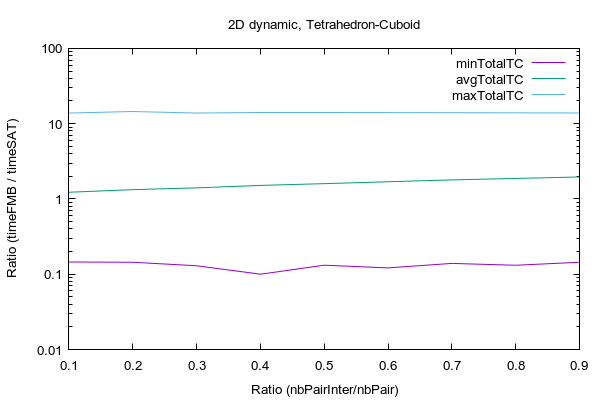 2D dynamic, Tetrahedron-Cuboid
minTotalTC
avgTotalTC
maxTotalTC
100
10
1
0.1
0.01
Ratio (timeFMB / timeSAT)
0.1 0.2 0.3 0.4 0.5 0.6 0.7 0.8 0.9
Ratio (nbPairInter/nbPair)